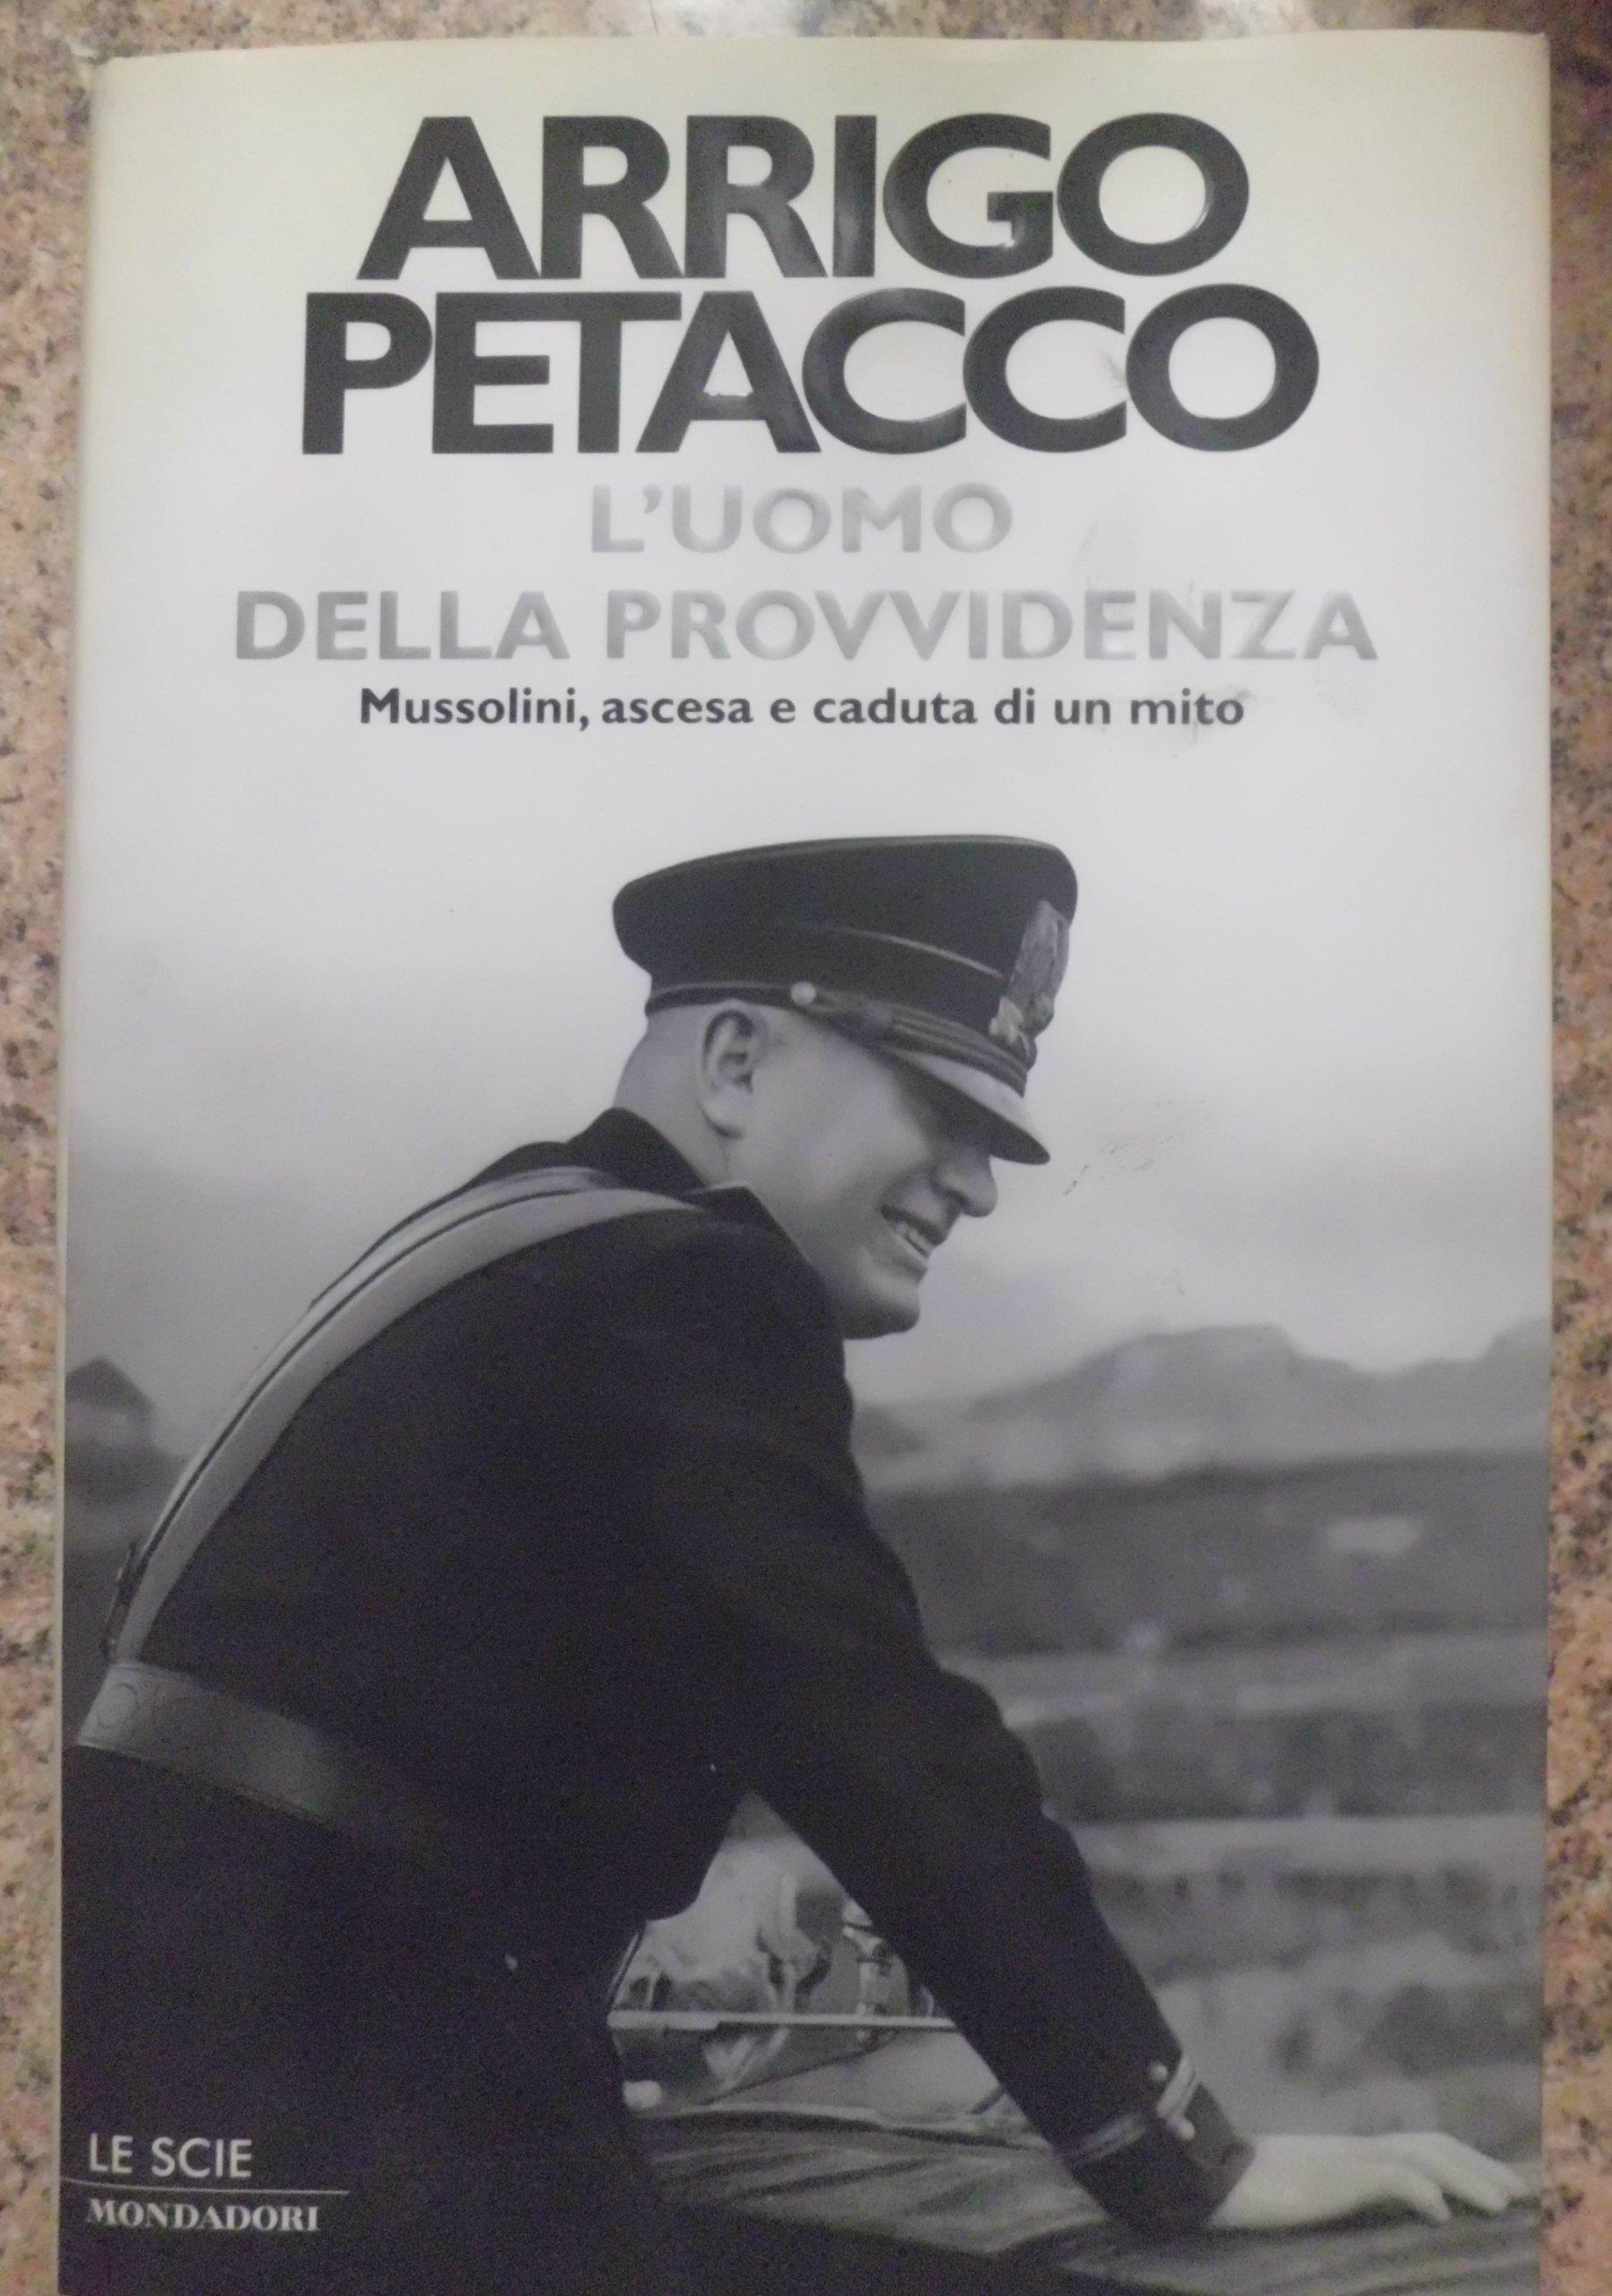 ARRIGO
PETACCO
L'UOMO
DELLA PROVVIDENZA
Mussolini, ascesa e caduta di un mito
LE SCIE
MONDADORI